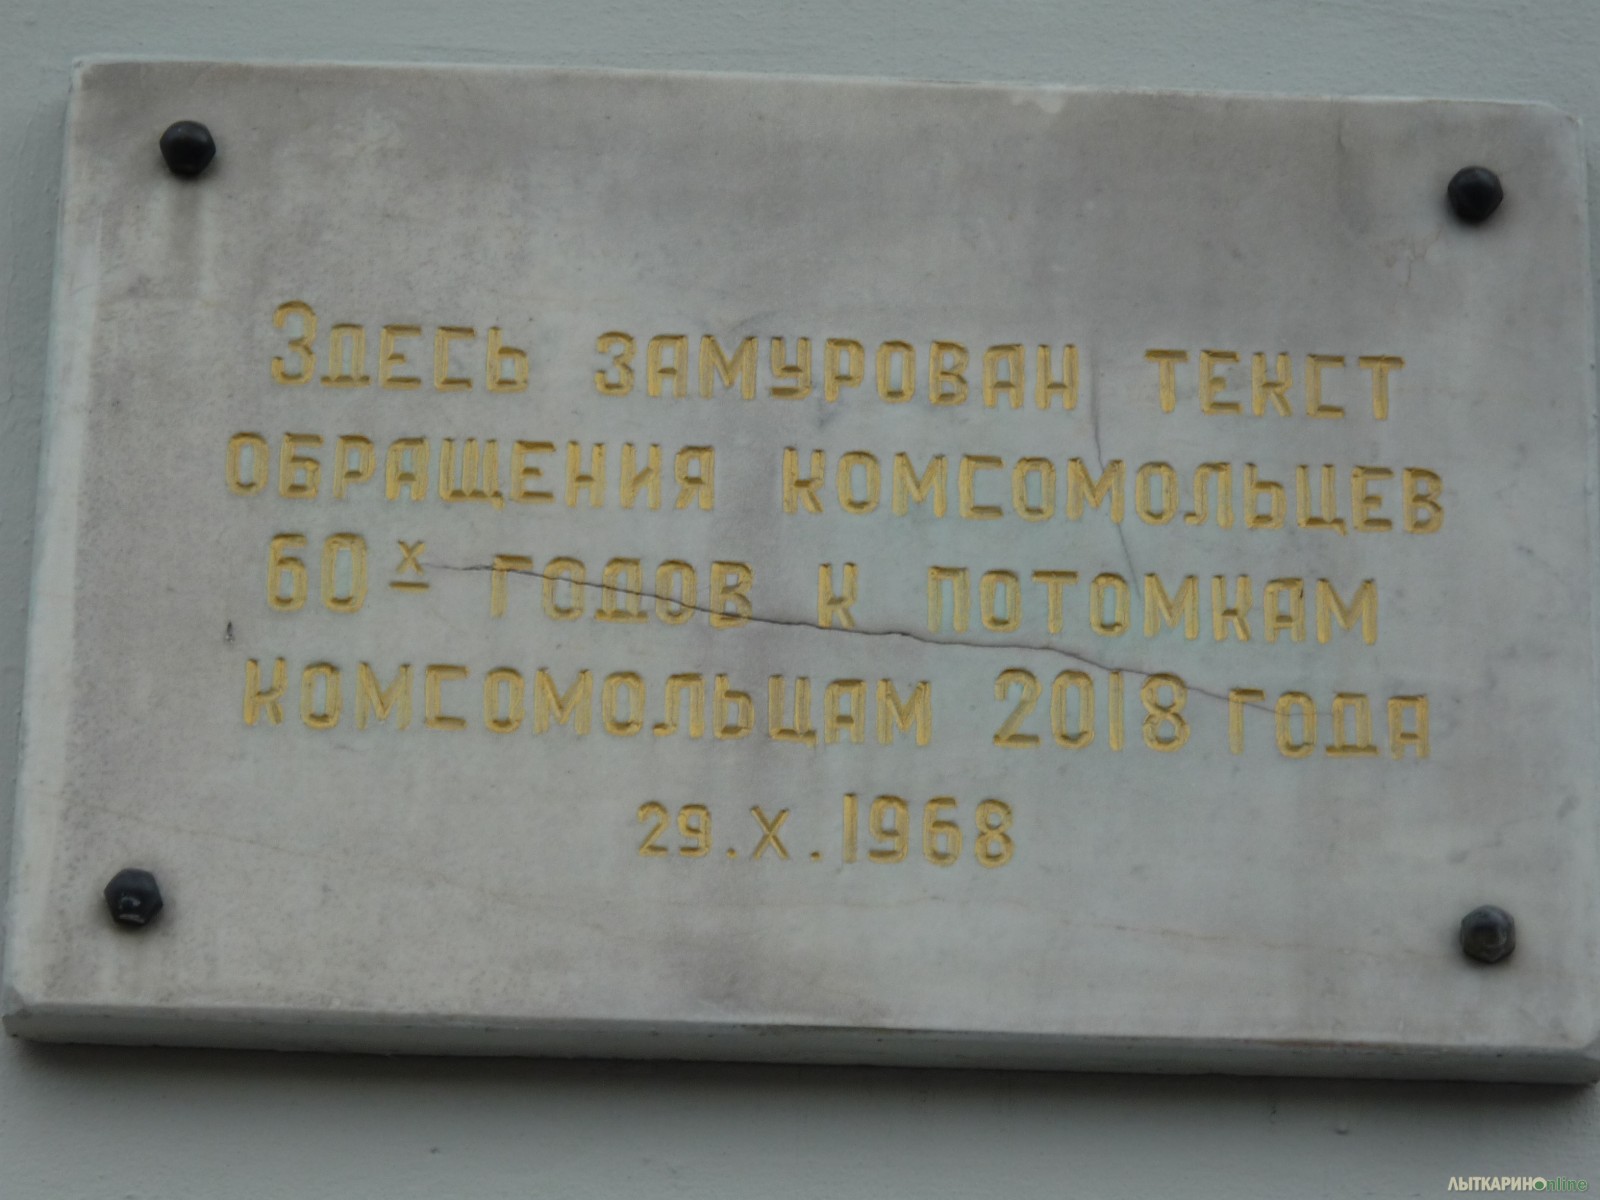 Здесь замурован текст
обращения комсомольцев
60х годов к потомкам
комсомольцам 2018 года
29.X.1968
ЛЫТКАРИНОonline